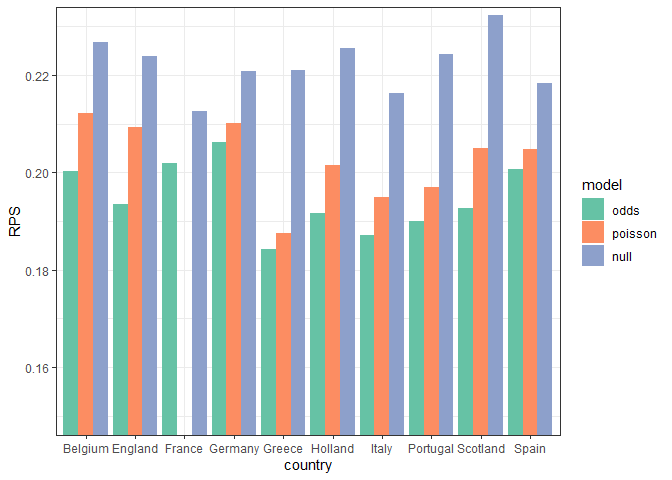 RPS
0.22
0.20
0.18
0.16
Belgium England France Germany Greece Holland Italy Portugal Scotland Spain
country
model
odds
poisson
null